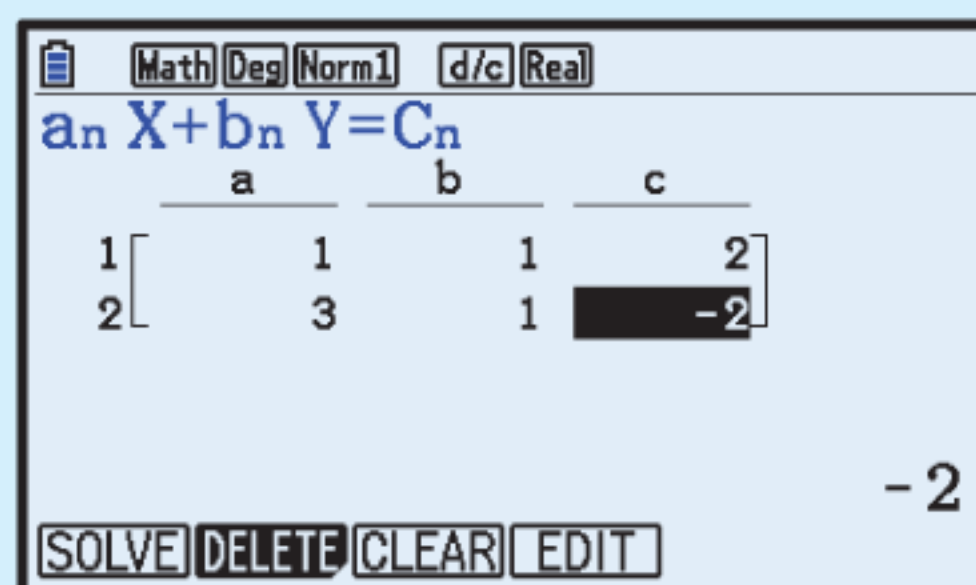 Math Deg Norm1 d/c Real
an X+bn Y=Cn
a b c
1 1 1 2
2 3 1 -2
-2
SOLVE DELETE CLEAR EDIT